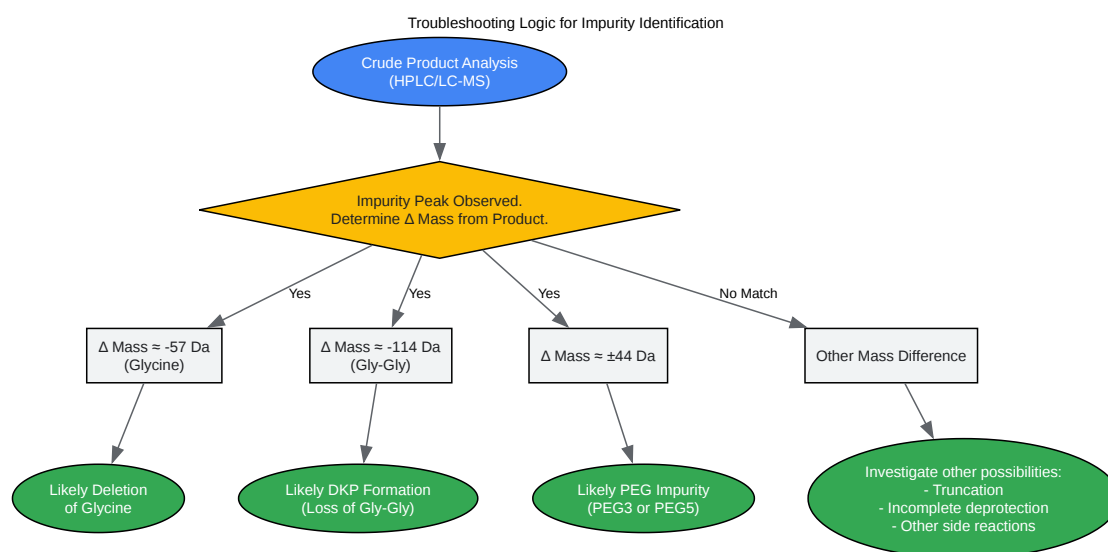 Troubleshooting Logic for Impurity Identification
Crude Product Analysis
(HPLC/LC-MS)
Impurity Peak Observed.
Determine Δ Mass from Product.
Yes
Yes
Yes
No Match
Δ Mass ≈ -57 Da
(Glycine)
Δ Mass ≈ -114 Da
(Gly-Gly)
Δ Mass ≈ ±44 Da
Other Mass Difference
Likely Deletion
of Glycine
Likely DKP Formation
(Loss of Gly-Gly)
Likely PEG Impurity
(PEG3 or PEG5)
Investigate other possibilities:
- Truncation
- Incomplete deprotection
- Other side reactions